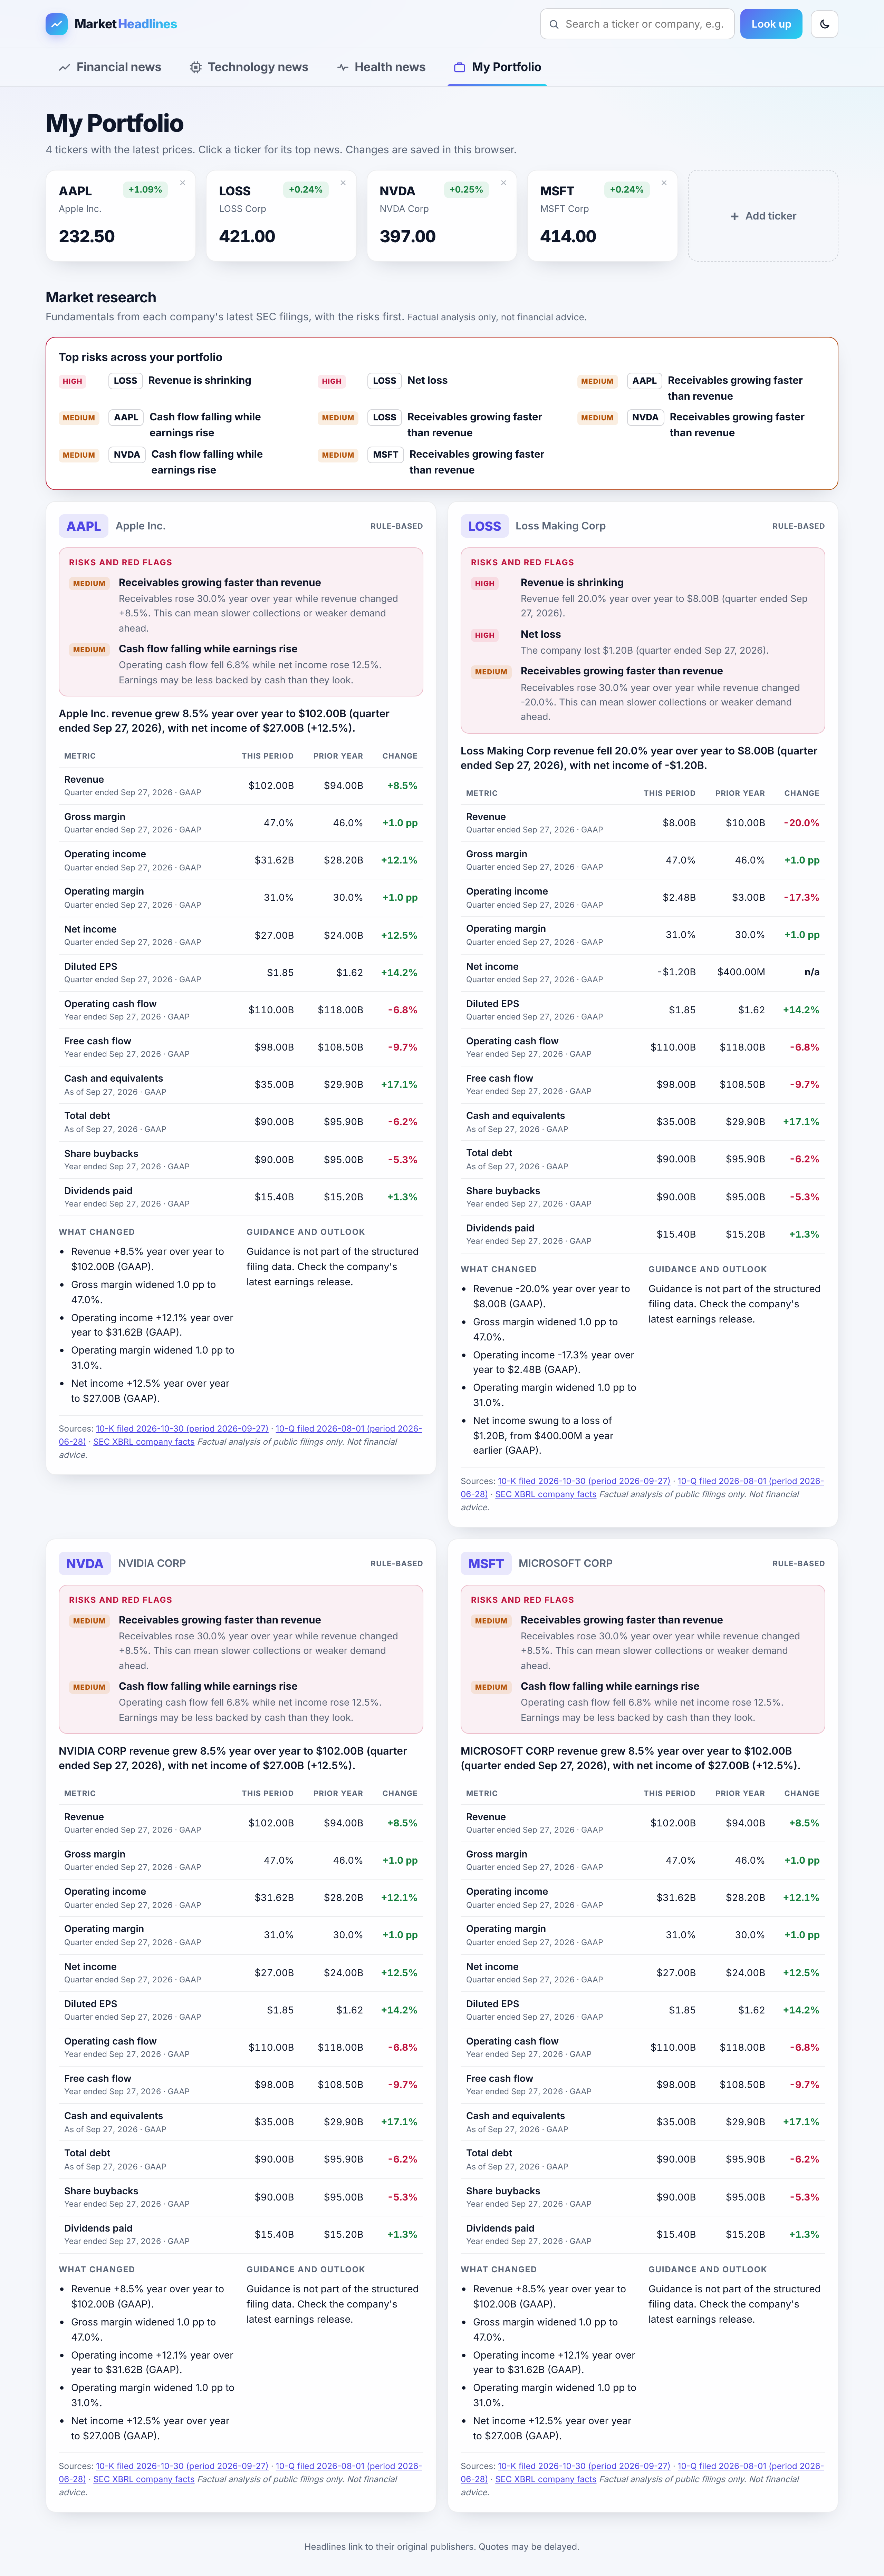 MarketHeadlines
Search a ticker or company, e.g.
Look up
Financial news
Technology news
Health news
My Portfolio
My Portfolio
4 tickers with the latest prices. Click a ticker for its top news. Changes are saved in this browser.
AAPL +1.09% ×
Apple Inc.
232.50
LOSS +0.24% ×
LOSS Corp
421.00
NVDA +0.25% ×
NVDA Corp
397.00
MSFT +0.24% ×
MSFT Corp
414.00
+ Add ticker
Market research
Fundamentals from each company's latest SEC filings, with the risks first. Factual analysis only, not financial advice.
Top risks across your portfolio
HIGH LOSS Revenue is shrinking
HIGH LOSS Net loss
MEDIUM AAPL Receivables growing faster
than revenue
MEDIUM AAPL Cash flow falling while
earnings rise
MEDIUM LOSS Receivables growing faster
than revenue
MEDIUM NVDA Receivables growing faster
than revenue
MEDIUM NVDA Cash flow falling while
earnings rise
MEDIUM MSFT Receivables growing faster
than revenue
AAPL Apple Inc. RULE-BASED
RISKS AND RED FLAGS
MEDIUM Receivables growing faster than revenue
Receivables rose 30.0% year over year while revenue changed
+8.5%. This can mean slower collections or weaker demand
ahead.
MEDIUM Cash flow falling while earnings rise
Operating cash flow fell 6.8% while net income rose 12.5%.
Earnings may be less backed by cash than they look.
Apple Inc. revenue grew 8.5% year over year to $102.00B (quarter
ended Sep 27, 2026), with net income of $27.00B (+12.5%).
METRIC THIS PERIOD PRIOR YEAR CHANGE
Revenue
Quarter ended Sep 27, 2026 · GAAP
$102.00B $94.00B +8.5%
Gross margin
Quarter ended Sep 27, 2026 · GAAP
47.0% 46.0% +1.0 pp
Operating income
Quarter ended Sep 27, 2026 · GAAP
$31.62B $28.20B +12.1%
Operating margin
Quarter ended Sep 27, 2026 · GAAP
31.0% 30.0% +1.0 pp
Net income
Quarter ended Sep 27, 2026 · GAAP
$27.00B $24.00B +12.5%
Diluted EPS
Quarter ended Sep 27, 2026 · GAAP
$1.85 $1.62 +14.2%
Operating cash flow
Year ended Sep 27, 2026 · GAAP
$110.00B $118.00B -6.8%
Free cash flow
Year ended Sep 27, 2026 · GAAP
$98.00B $108.50B -9.7%
Cash and equivalents
As of Sep 27, 2026 · GAAP
$35.00B $29.90B +17.1%
Total debt
As of Sep 27, 2026 · GAAP
$90.00B $95.90B -6.2%
Share buybacks
Year ended Sep 27, 2026 · GAAP
$90.00B $95.00B -5.3%
Dividends paid
Year ended Sep 27, 2026 · GAAP
$15.40B $15.20B +1.3%
WHAT CHANGED
• Revenue +8.5% year over year to
$102.00B (GAAP).
• Gross margin widened 1.0 pp to
47.0%.
• Operating income +12.1% year over
year to $31.62B (GAAP).
• Operating margin widened 1.0 pp to
31.0%.
• Net income +12.5% year over year
to $27.00B (GAAP).
GUIDANCE AND OUTLOOK
Guidance is not part of the structured
filing data. Check the company's
latest earnings release.
Sources: 10-K filed 2026-10-30 (period 2026-09-27) · 10-Q filed 2026-08-01 (period 2026-
06-28) · SEC XBRL company facts Factual analysis of public filings only. Not financial
advice.
LOSS Loss Making Corp RULE-BASED
RISKS AND RED FLAGS
HIGH Revenue is shrinking
Revenue fell 20.0% year over year to $8.00B (quarter ended Sep
27, 2026).
HIGH Net loss
The company lost $1.20B (quarter ended Sep 27, 2026).
MEDIUM Receivables growing faster than revenue
Receivables rose 30.0% year over year while revenue changed
-20.0%. This can mean slower collections or weaker demand
ahead.
Loss Making Corp revenue fell 20.0% year over year to $8.00B (quarter
ended Sep 27, 2026), with net income of -$1.20B.
METRIC THIS PERIOD PRIOR YEAR CHANGE
Revenue
Quarter ended Sep 27, 2026 · GAAP
$8.00B $10.00B -20.0%
Gross margin
Quarter ended Sep 27, 2026 · GAAP
47.0% 46.0% +1.0 pp
Operating income
Quarter ended Sep 27, 2026 · GAAP
$2.48B $3.00B -17.3%
Operating margin
Quarter ended Sep 27, 2026 · GAAP
31.0% 30.0% +1.0 pp
Net income
Quarter ended Sep 27, 2026 · GAAP
-$1.20B $400.00M n/a
Diluted EPS
Quarter ended Sep 27, 2026 · GAAP
$1.85 $1.62 +14.2%
Operating cash flow
Year ended Sep 27, 2026 · GAAP
$110.00B $118.00B -6.8%
Free cash flow
Year ended Sep 27, 2026 · GAAP
$98.00B $108.50B -9.7%
Cash and equivalents
As of Sep 27, 2026 · GAAP
$35.00B $29.90B +17.1%
Total debt
As of Sep 27, 2026 · GAAP
$90.00B $95.90B -6.2%
Share buybacks
Year ended Sep 27, 2026 · GAAP
$90.00B $95.00B -5.3%
Dividends paid
Year ended Sep 27, 2026 · GAAP
$15.40B $15.20B +1.3%
WHAT CHANGED
• Revenue -20.0% year over year to
$8.00B (GAAP).
• Gross margin widened 1.0 pp to
47.0%.
• Operating income -17.3% year over
year to $2.48B (GAAP).
• Operating margin widened 1.0 pp to
31.0%.
• Net income swung to a loss of
$1.20B, from $400.00M a year
earlier (GAAP).
GUIDANCE AND OUTLOOK
Guidance is not part of the structured
filing data. Check the company's
latest earnings release.
Sources: 10-K filed 2026-10-30 (period 2026-09-27) · 10-Q filed 2026-08-01 (period 2026-
06-28) · SEC XBRL company facts Factual analysis of public filings only. Not financial
advice.
NVDA NVIDIA CORP RULE-BASED
RISKS AND RED FLAGS
MEDIUM Receivables growing faster than revenue
Receivables rose 30.0% year over year while revenue changed
+8.5%. This can mean slower collections or weaker demand
ahead.
MEDIUM Cash flow falling while earnings rise
Operating cash flow fell 6.8% while net income rose 12.5%.
Earnings may be less backed by cash than they look.
NVIDIA CORP revenue grew 8.5% year over year to $102.00B (quarter
ended Sep 27, 2026), with net income of $27.00B (+12.5%).
METRIC THIS PERIOD PRIOR YEAR CHANGE
Revenue
Quarter ended Sep 27, 2026 · GAAP
$102.00B $94.00B +8.5%
Gross margin
Quarter ended Sep 27, 2026 · GAAP
47.0% 46.0% +1.0 pp
Operating income
Quarter ended Sep 27, 2026 · GAAP
$31.62B $28.20B +12.1%
Operating margin
Quarter ended Sep 27, 2026 · GAAP
31.0% 30.0% +1.0 pp
Net income
Quarter ended Sep 27, 2026 · GAAP
$27.00B $24.00B +12.5%
Diluted EPS
Quarter ended Sep 27, 2026 · GAAP
$1.85 $1.62 +14.2%
Operating cash flow
Year ended Sep 27, 2026 · GAAP
$110.00B $118.00B -6.8%
Free cash flow
Year ended Sep 27, 2026 · GAAP
$98.00B $108.50B -9.7%
Cash and equivalents
As of Sep 27, 2026 · GAAP
$35.00B $29.90B +17.1%
Total debt
As of Sep 27, 2026 · GAAP
$90.00B $95.90B -6.2%
Share buybacks
Year ended Sep 27, 2026 · GAAP
$90.00B $95.00B -5.3%
Dividends paid
Year ended Sep 27, 2026 · GAAP
$15.40B $15.20B +1.3%
WHAT CHANGED
• Revenue +8.5% year over year to
$102.00B (GAAP).
• Gross margin widened 1.0 pp to
47.0%.
• Operating income +12.1% year over
year to $31.62B (GAAP).
• Operating margin widened 1.0 pp to
31.0%.
• Net income +12.5% year over year
to $27.00B (GAAP).
GUIDANCE AND OUTLOOK
Guidance is not part of the structured
filing data. Check the company's
latest earnings release.
Sources: 10-K filed 2026-10-30 (period 2026-09-27) · 10-Q filed 2026-08-01 (period 2026-
06-28) · SEC XBRL company facts Factual analysis of public filings only. Not financial
advice.
MSFT MICROSOFT CORP RULE-BASED
RISKS AND RED FLAGS
MEDIUM Receivables growing faster than revenue
Receivables rose 30.0% year over year while revenue changed
+8.5%. This can mean slower collections or weaker demand
ahead.
MEDIUM Cash flow falling while earnings rise
Operating cash flow fell 6.8% while net income rose 12.5%.
Earnings may be less backed by cash than they look.
MICROSOFT CORP revenue grew 8.5% year over year to $102.00B
(quarter ended Sep 27, 2026), with net income of $27.00B (+12.5%).
METRIC THIS PERIOD PRIOR YEAR CHANGE
Revenue
Quarter ended Sep 27, 2026 · GAAP
$102.00B $94.00B +8.5%
Gross margin
Quarter ended Sep 27, 2026 · GAAP
47.0% 46.0% +1.0 pp
Operating income
Quarter ended Sep 27, 2026 · GAAP
$31.62B $28.20B +12.1%
Operating margin
Quarter ended Sep 27, 2026 · GAAP
31.0% 30.0% +1.0 pp
Net income
Quarter ended Sep 27, 2026 · GAAP
$27.00B $24.00B +12.5%
Diluted EPS
Quarter ended Sep 27, 2026 · GAAP
$1.85 $1.62 +14.2%
Operating cash flow
Year ended Sep 27, 2026 · GAAP
$110.00B $118.00B -6.8%
Free cash flow
Year ended Sep 27, 2026 · GAAP
$98.00B $108.50B -9.7%
Cash and equivalents
As of Sep 27, 2026 · GAAP
$35.00B $29.90B +17.1%
Total debt
As of Sep 27, 2026 · GAAP
$90.00B $95.90B -6.2%
Share buybacks
Year ended Sep 27, 2026 · GAAP
$90.00B $95.00B -5.3%
Dividends paid
Year ended Sep 27, 2026 · GAAP
$15.40B $15.20B +1.3%
WHAT CHANGED
• Revenue +8.5% year over year to
$102.00B (GAAP).
• Gross margin widened 1.0 pp to
47.0%.
• Operating income +12.1% year over
year to $31.62B (GAAP).
• Operating margin widened 1.0 pp to
31.0%.
• Net income +12.5% year over year
to $27.00B (GAAP).
GUIDANCE AND OUTLOOK
Guidance is not part of the structured
filing data. Check the company's
latest earnings release.
Sources: 10-K filed 2026-10-30 (period 2026-09-27) · 10-Q filed 2026-08-01 (period 2026-
06-28) · SEC XBRL company facts Factual analysis of public filings only. Not financial
advice.
Headlines link to their original publishers. Quotes may be delayed.